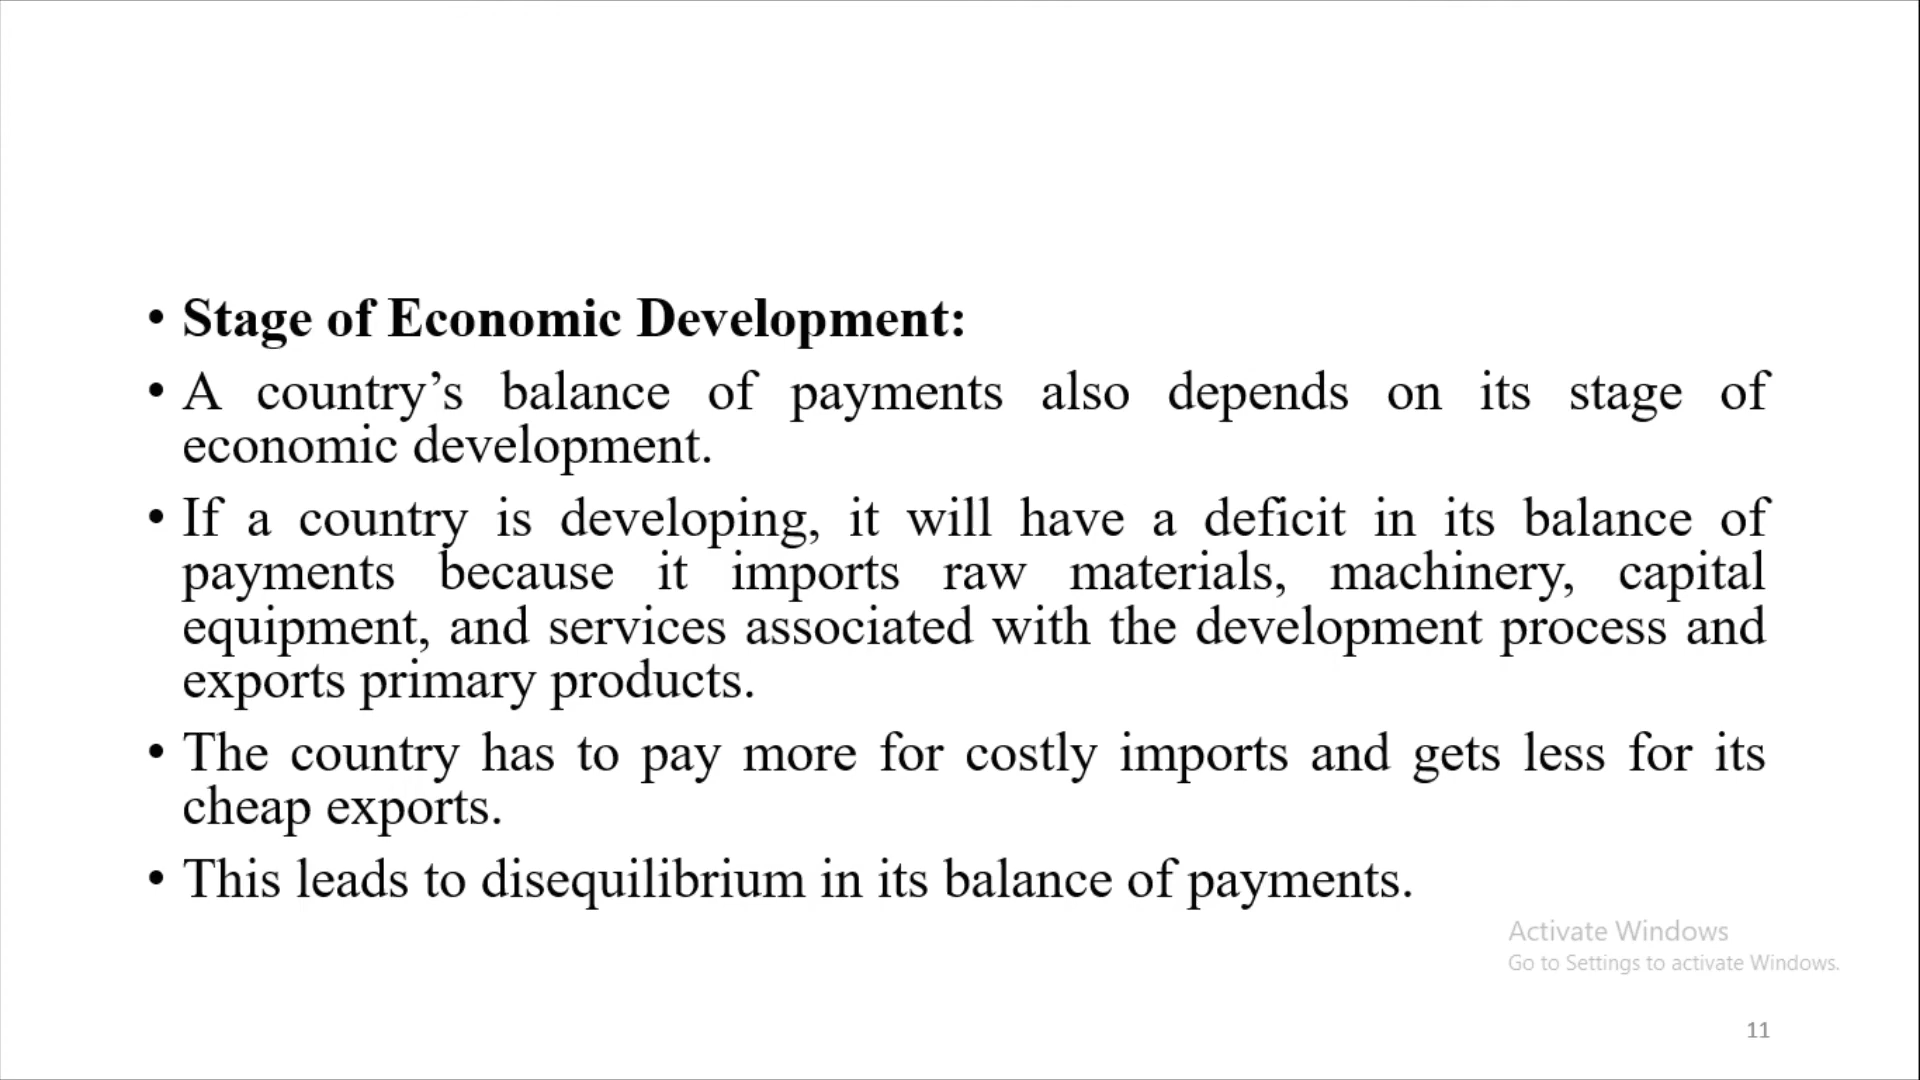 • Stage of Economic Development:
• A country’s balance of payments also depends on its stage of
economic development.
• If a country is developing, it will have a deficit in its balance of
payments because it imports raw materials, machinery, capital
equipment, and services associated with the development process and
exports primary products.
• The country has to pay more for costly imports and gets less for its
cheap exports.
• This leads to disequilibrium in its balance of payments.
Activate Windows
Go to Settings to activate Windows.
11